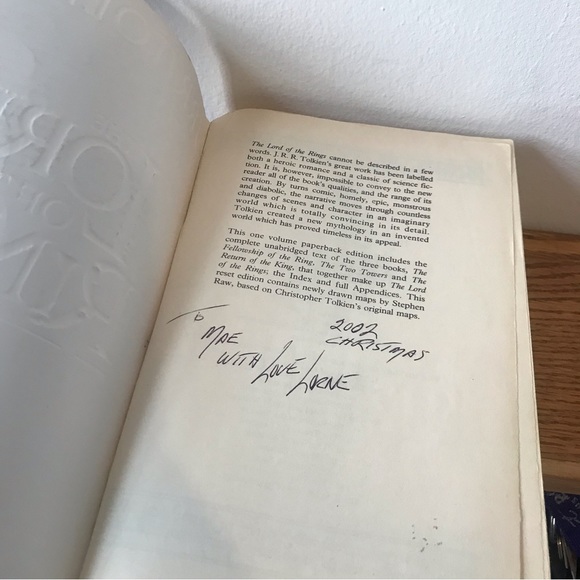 The Lord of the Rings cannot be described in a few
words. J. R. R. Tolkien's great work has been labelled
both a heroic romance and a classic of science fic-
tion. It is, however, impossible to convey to the new
reader all of the book's qualities, and the range of its
creation. By turns comic, homely, epic, monstrous
and diabolic, the narrative moves through countless
changes of scenes and character in an imaginary
world which is totally convincing in its detail.
Tolkien created a new mythology in an invented
world which has proved timeless in its appeal.
This one volume paperback edition includes the
complete unabridged text of the three books, The
Fellowship of the Ring, The Two Towers and The
Return of the King, that together make up The Lord
of the Rings; the Index and full Appendices. This
reset edition contains newly drawn maps by Stephen
Raw, based on Christopher Tolkien's original maps.
To
MAE
WITH LOVE LORNE
2002
CHRISTMAS